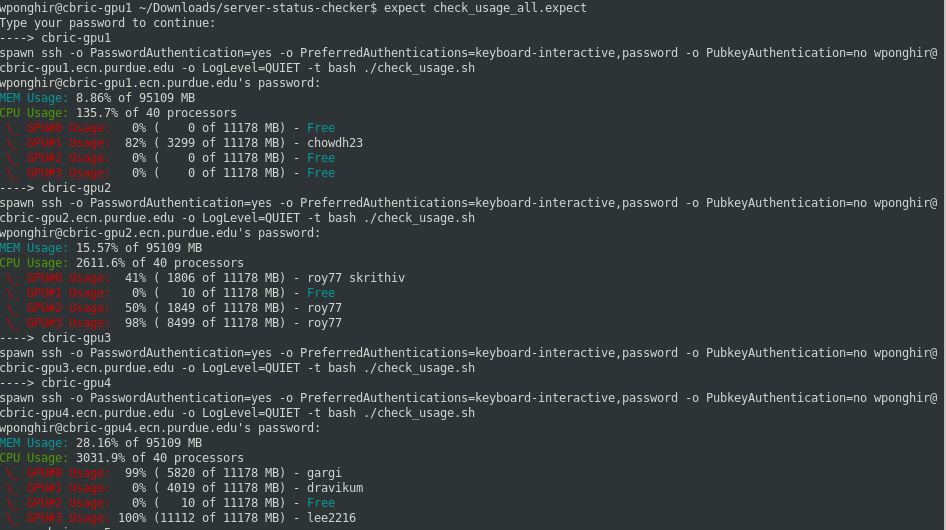 wponghir@cbric-gpu1 ~/Downloads/server-status-checker$ expect check_usage_all.expect
Type your password to continue:
----> cbric-gpu1
spawn ssh -o PasswordAuthentication=yes -o PreferredAuthentications=keyboard-interactive,password -o PubkeyAuthentication=no wponghir@
cbric-gpu1.ecn.purdue.edu -o LogLevel=QUIET -t bash ./check_usage.sh
wponghir@cbric-gpu1.ecn.purdue.edu's password:
MEM Usage: 8.86% of 95109 MB
CPU Usage: 135.7% of 40 processors
 \_ GPU#0 Usage:   0% (    0 of 11178 MB) - Free
 \_ GPU#1 Usage:  82% ( 3299 of 11178 MB) - chowdh23
 \_ GPU#2 Usage:   0% (    0 of 11178 MB) - Free
 \_ GPU#3 Usage:   0% (    0 of 11178 MB) - Free
----> cbric-gpu2
spawn ssh -o PasswordAuthentication=yes -o PreferredAuthentications=keyboard-interactive,password -o PubkeyAuthentication=no wponghir@
cbric-gpu2.ecn.purdue.edu -o LogLevel=QUIET -t bash ./check_usage.sh
wponghir@cbric-gpu2.ecn.purdue.edu's password:
MEM Usage: 15.57% of 95109 MB
CPU Usage: 2611.6% of 40 processors
 \_ GPU#0 Usage:  41% ( 1806 of 11178 MB) - roy77 skrithiv
 \_ GPU#1 Usage:   0% (   10 of 11178 MB) - Free
 \_ GPU#2 Usage:  50% ( 1849 of 11178 MB) - roy77
 \_ GPU#3 Usage:  98% ( 8499 of 11178 MB) - roy77
----> cbric-gpu3
spawn ssh -o PasswordAuthentication=yes -o PreferredAuthentications=keyboard-interactive,password -o PubkeyAuthentication=no wponghir@
cbric-gpu3.ecn.purdue.edu -o LogLevel=QUIET -t bash ./check_usage.sh
----> cbric-gpu4
spawn ssh -o PasswordAuthentication=yes -o PreferredAuthentications=keyboard-interactive,password -o PubkeyAuthentication=no wponghir@
cbric-gpu4.ecn.purdue.edu -o LogLevel=QUIET -t bash ./check_usage.sh
wponghir@cbric-gpu4.ecn.purdue.edu's password:
MEM Usage: 28.16% of 95109 MB
CPU Usage: 3031.9% of 40 processors
 \_ GPU#0 Usage:  99% ( 5820 of 11178 MB) - gargi
 \_ GPU#1 Usage:   0% ( 4019 of 11178 MB) - dravikum
 \_ GPU#2 Usage:   0% (   10 of 11178 MB) - Free
 \_ GPU#3 Usage: 100% (11112 of 11178 MB) - lee2216